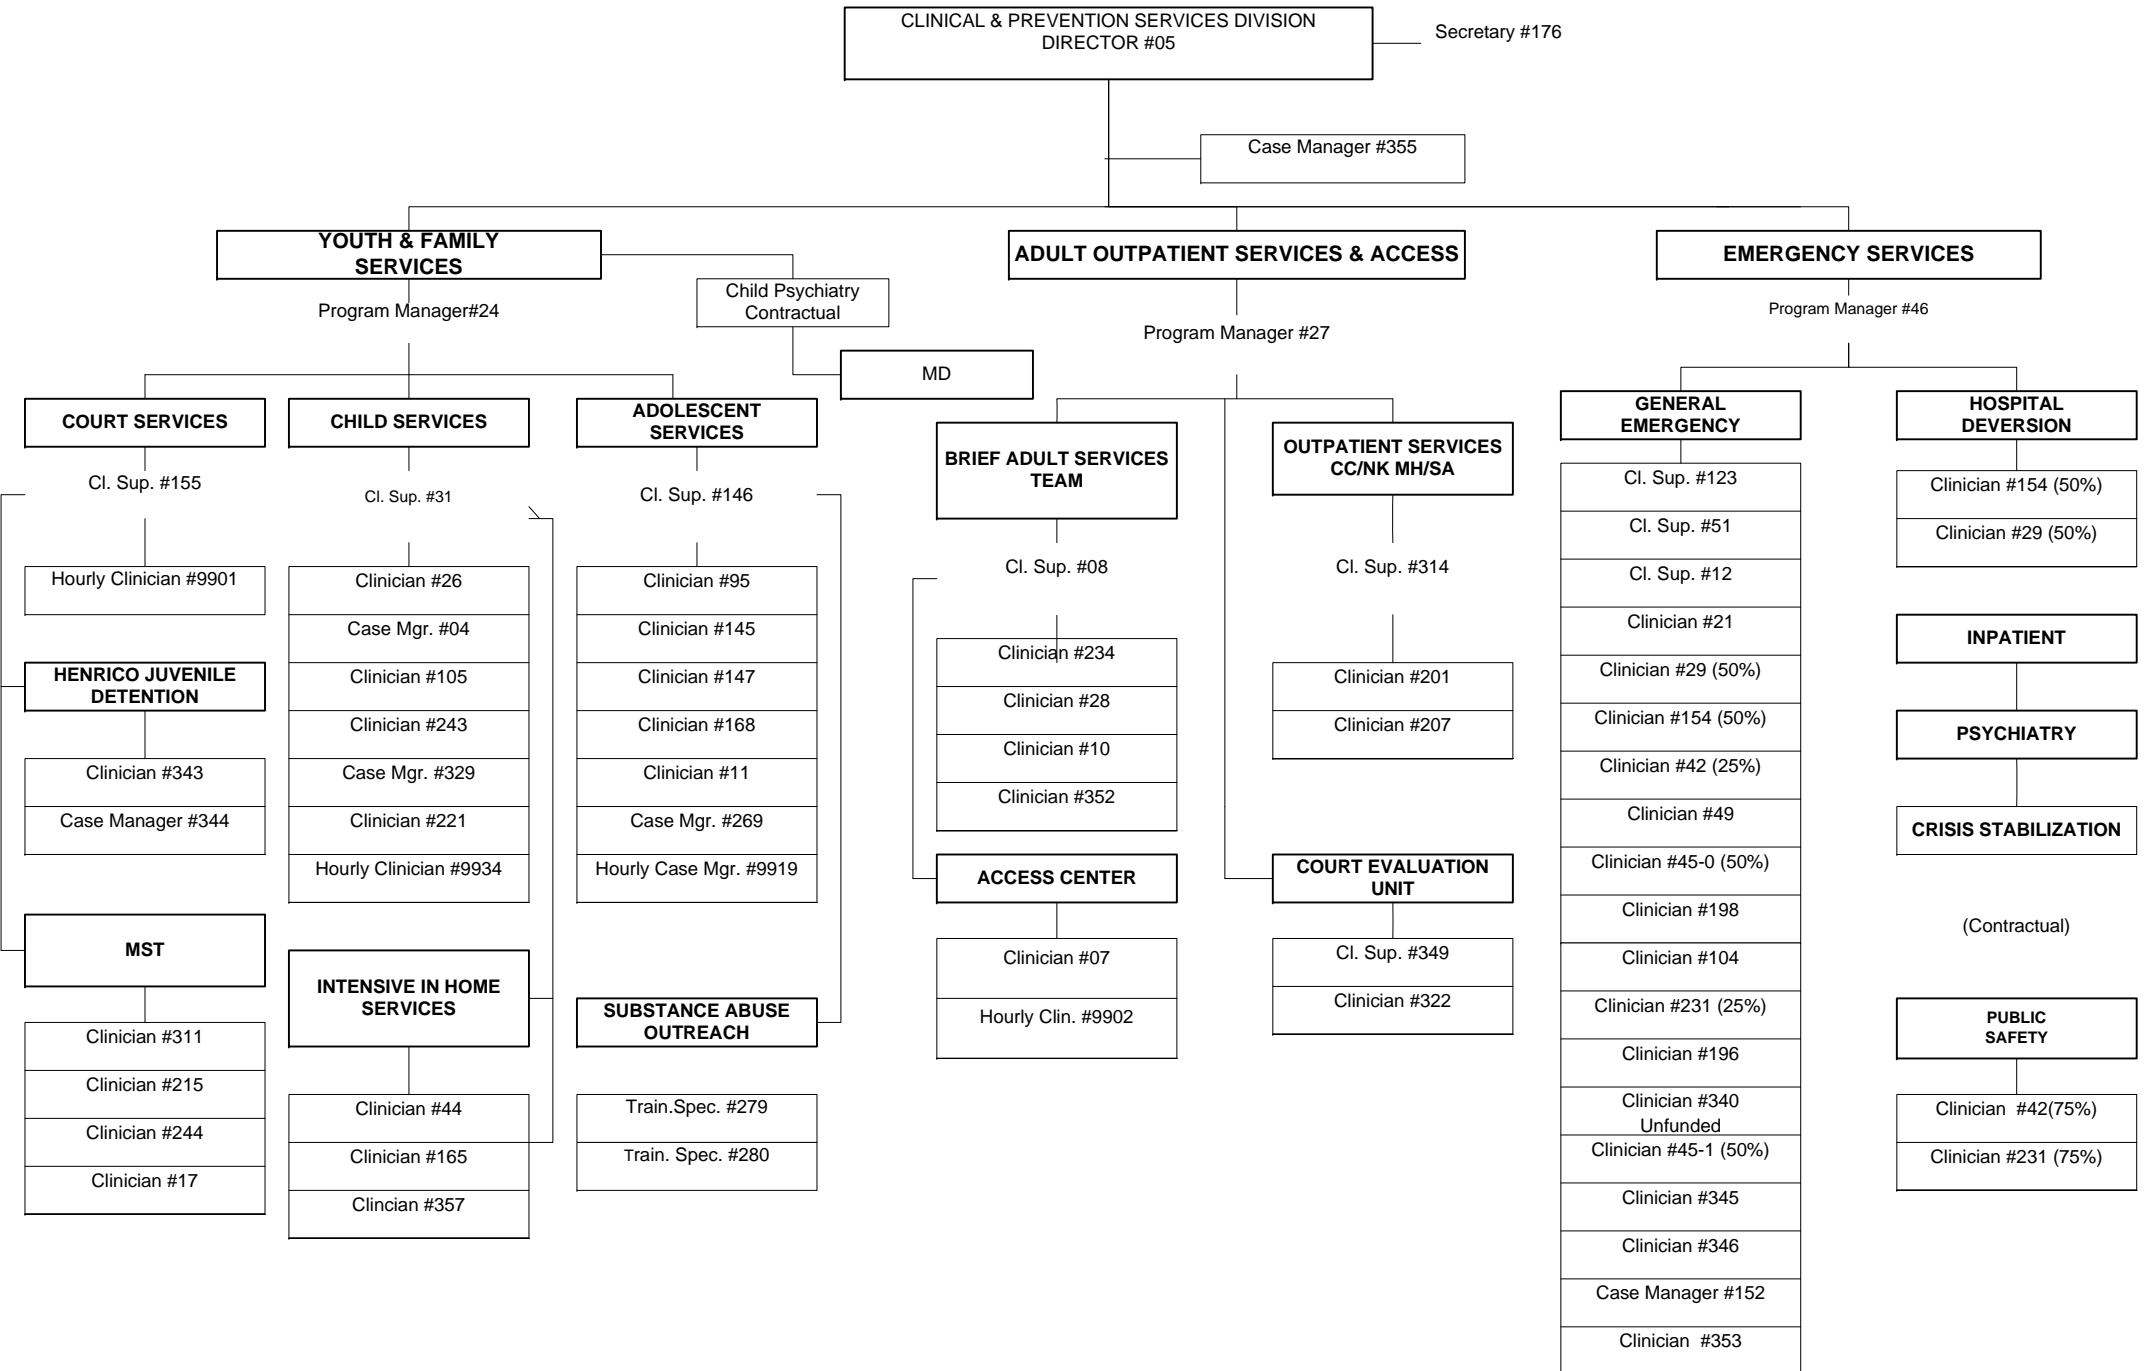 CLINICAL & PREVENTION SERVICES DIVISION
DIRECTOR #05
Secretary #176
Case Manager #355
YOUTH & FAMILY
SERVICES
Program Manager#24
Child Psychiatry
Contractual
MD
COURT SERVICES
Cl. Sup. #155
Hourly Clinician #9901
HENRICO JUVENILE
DETENTION
Clinician #343
Case Manager #344
MST
Clinician #311
Clinician #215
Clinician #244
Clinician #17
CHILD SERVICES
Cl. Sup. #31
Clinician #26
Case Mgr. #04
Clinician #105
Clinician #243
Case Mgr. #329
Clinician #221
Hourly Clinician #9934
INTENSIVE IN HOME
SERVICES
Clinician #44
Clinician #165
Clincian #357
ADOLESCENT
SERVICES
Cl. Sup. #146
Clinician #95
Clinician #145
Clinician #147
Clinician #168
Clinician #11
Case Mgr. #269
Hourly Case Mgr. #9919
SUBSTANCE ABUSE
OUTREACH
Train.Spec. #279
Train. Spec. #280
ADULT OUTPATIENT SERVICES & ACCESS
Program Manager #27
BRIEF ADULT SERVICES
TEAM
Cl. Sup. #08
Clinician #234
Clinician #28
Clinician #10
Clinician #352
ACCESS CENTER
Clinician #07
Hourly Clin. #9902
OUTPATIENT SERVICES
CC/NK MH/SA
Cl. Sup. #314
Clinician #201
Clinician #207
COURT EVALUATION
UNIT
Cl. Sup. #349
Clinician #322
EMERGENCY SERVICES
Program Manager #46
GENERAL
EMERGENCY
Cl. Sup. #123
Cl. Sup. #51
Cl. Sup. #12
Clinician #21
Clinician #29 (50%)
Clinician #154 (50%)
Clinician #42 (25%)
Clinician #49
Clinician #45-0 (50%)
Clinician #198
Clinician #104
Clinician #231 (25%)
Clinician #196
Clinician #340
Unfunded
Clinician #45-1 (50%)
Clinician #345
Clinician #346
Case Manager #152
Clinician #353
HOSPITAL
DEVERSION
Clinician #154 (50%)
Clinician #29 (50%)
INPATIENT
PSYCHIATRY
CRISIS STABILIZATION
(Contractual)
PUBLIC
SAFETY
Clinician #42(75%)
Clinician #231 (75%)